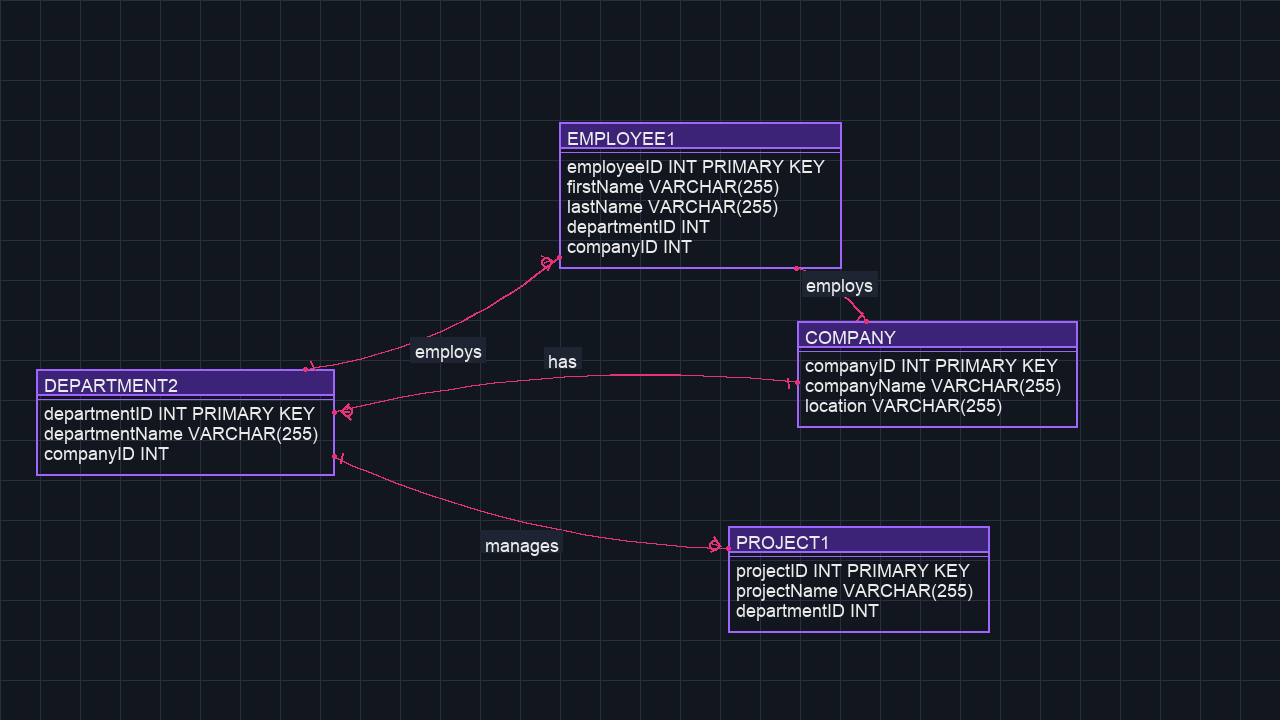 EMPLOYEE1
employeeID INT PRIMARY KEY
firstName VARCHAR(255)
lastName VARCHAR(255)
departmentID INT
companyID INT
employs
employs
has
COMPANY
companyID INT PRIMARY KEY
companyName VARCHAR(255)
location VARCHAR(255)
DEPARTMENT2
departmentID INT PRIMARY KEY
departmentName VARCHAR(255)
companyID INT
manages
PROJECT1
projectID INT PRIMARY KEY
projectName VARCHAR(255)
departmentID INT